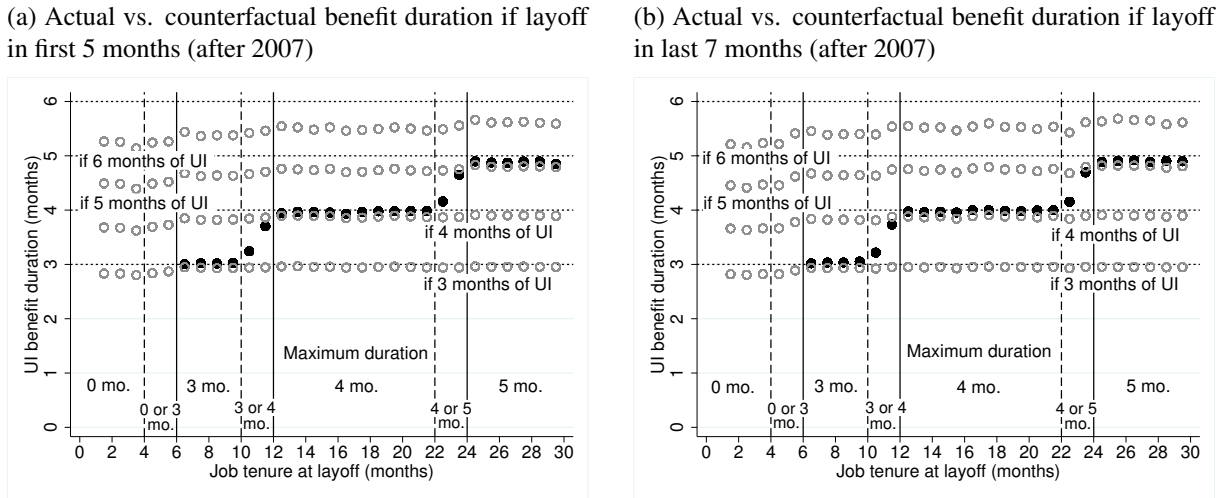 (a) Actual vs. counterfactual benefit duration if layoff
in first 5 months (after 2007)
UI benefit duration (months)
6
5
4
3
2
1
0
if 6 months of UI
if 5 months of UI
if 4 months of UI
if 3 months of UI
Maximum duration
0 mo.
3 mo.
4 mo.
5 mo.
0 or 3
mo.
3 or 4
mo.
4 or 5
mo.
0 2 4 6 8 10 12 14 16 18 20 22 24 26 28 30
Job tenure at layoff (months)
(b) Actual vs. counterfactual benefit duration if layoff
in last 7 months (after 2007)
UI benefit duration (months)
6
5
4
3
2
1
0
if 6 months of UI
if 5 months of UI
if 4 months of UI
if 3 months of UI
Maximum duration
0 mo.
3 mo.
4 mo.
5 mo.
0 or 3
mo.
3 or 4
mo.
4 or 5
mo.
0 2 4 6 8 10 12 14 16 18 20 22 24 26 28 30
Job tenure at layoff (months)